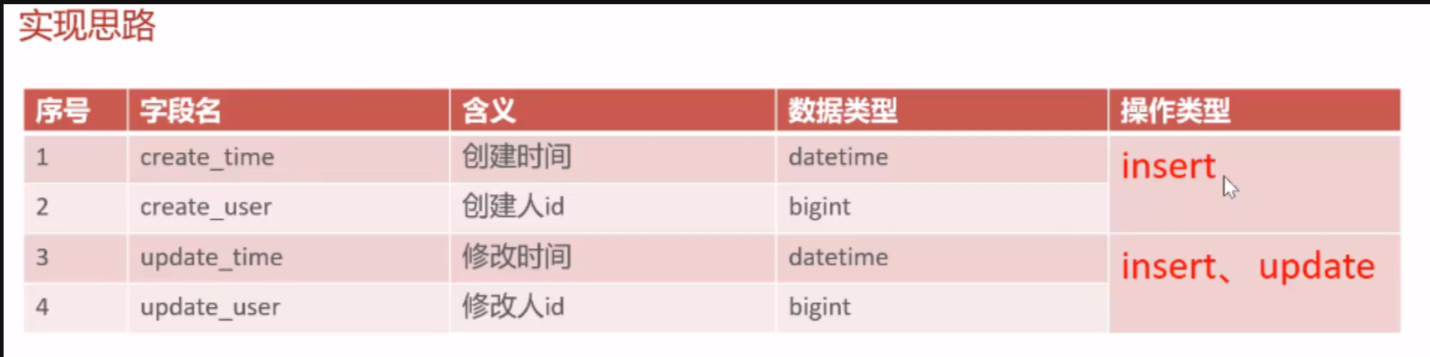 实现思路
序号 字段名 含义 数据类型 操作类型
1 create_time 创建时间 datetime insert、
2 create_user 创建人id bigint
3 update_time 修改时间 datetime insert、update
4 update_user 修改人id bigint